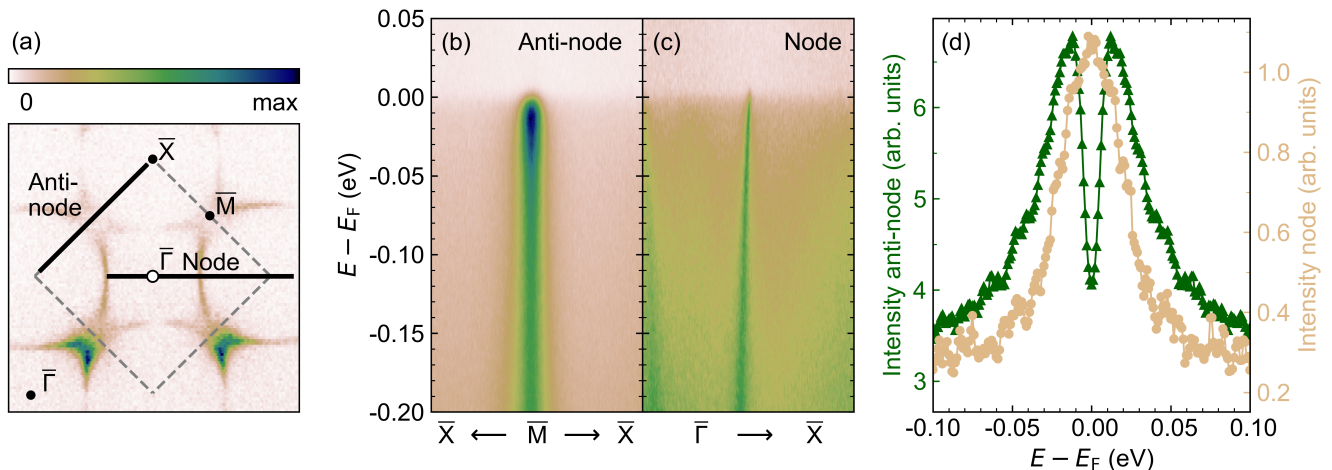 (a)
0 max
X̅
Anti-
node
M̅
Γ̅ Node
Γ̅
E − E_F (eV)
0.05
0.00
-0.05
-0.10
-0.15
-0.20
(b) Anti-node
(c) Node
X̅ ⟵ M̅ ⟶ X̅
Γ̅ ⟶ X̅
(d)
Intensity anti-node (arb. units)
6
5
4
3
-0.10 -0.05 0.00 0.05 0.10
E − E_F (eV)
1.0
0.8
0.6
0.4
0.2
Intensity node (arb. units)